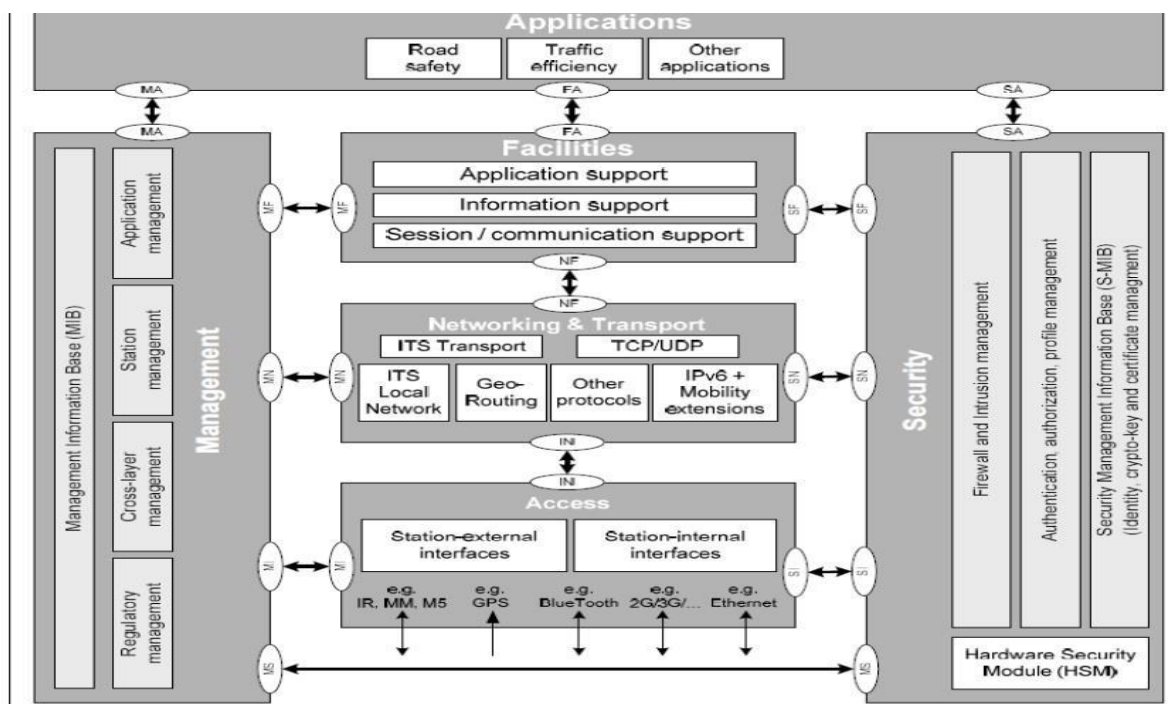 Applications
Road
safety
Traffic
efficiency
Other
applications
MA
FA
SA
MA
FA
SA
Management Information Base (MIB)
Application
management
Station
management
Cross-layer
management
Regulatory
management
Management
MF
MF
MN
MN
MI
MI
MS
Facilities
Application support
Information support
Session / communication support
NF
NF
Networking & Transport
ITS Transport
TCP/UDP
ITS
Local
Network
Geo-
Routing
Other
protocols
IPv6 +
Mobility
extensions
INI
INI
Access
Station-external
interfaces
Station-internal
interfaces
e.g.
IR, MM, M5
e.g.
GPS
e.g.
BlueTooth
e.g.
2G/3G/...
e.g.
Ethernet
SF
SF
SN
SN
SI
SI
MS
Security
Firewall and Intrusion management
Authentication, authorization, profile management
Security Management Information Base (S-MIB)
(Identity, crypto-key and certificate managment)
Hardware Security
Module (HSM)